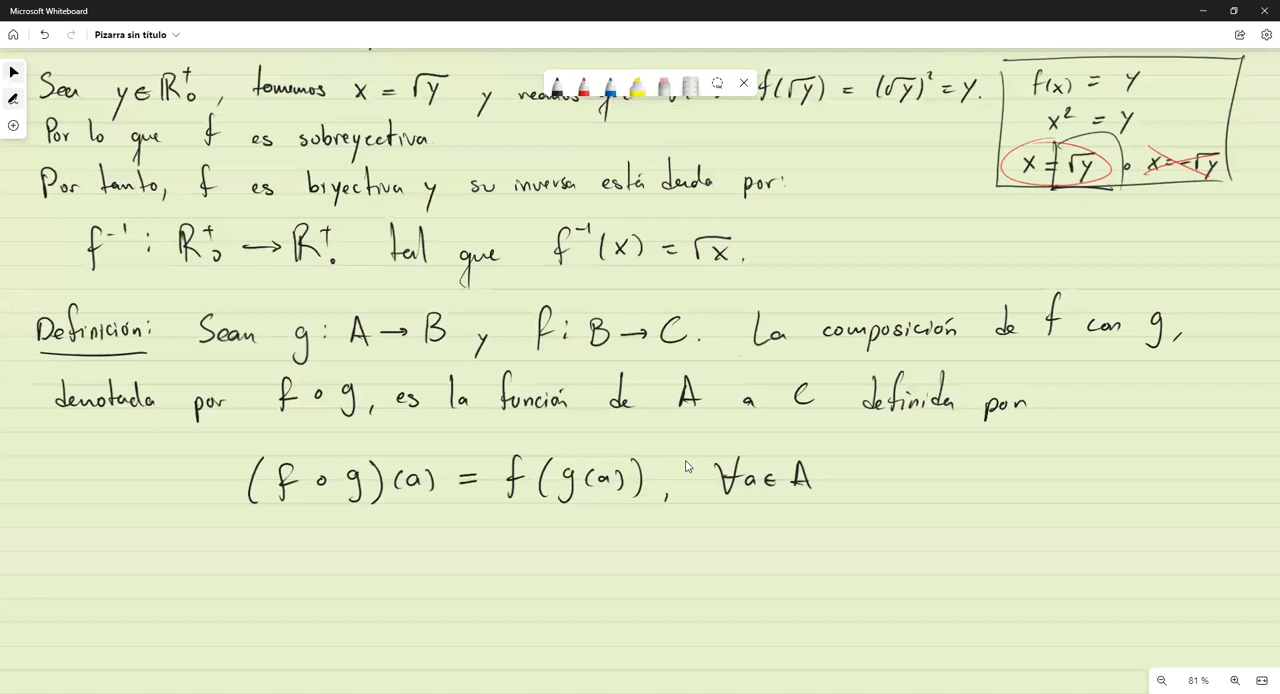 Microsoft Whiteboard
Pizarra sin título
Sea y ∈ ℝ₀⁺, tomemos x = √y y f(√y) = (√y)² = y.
f(x) = y
x² = y
x = √y o x = -√y
Por lo que f es sobreyectiva.
Por tanto, f es biyectiva y su inversa está dada por:
f⁻¹ : ℝ₀⁺ → ℝ₀⁺ tal que f⁻¹(x) = √x.
Definición: Sean g : A → B y f : B → C. La composición de f con g,
denotada por f ∘ g, es la función de A a C definida por
(f ∘ g)(a) = f(g(a)), ∀a ∈ A
81 %